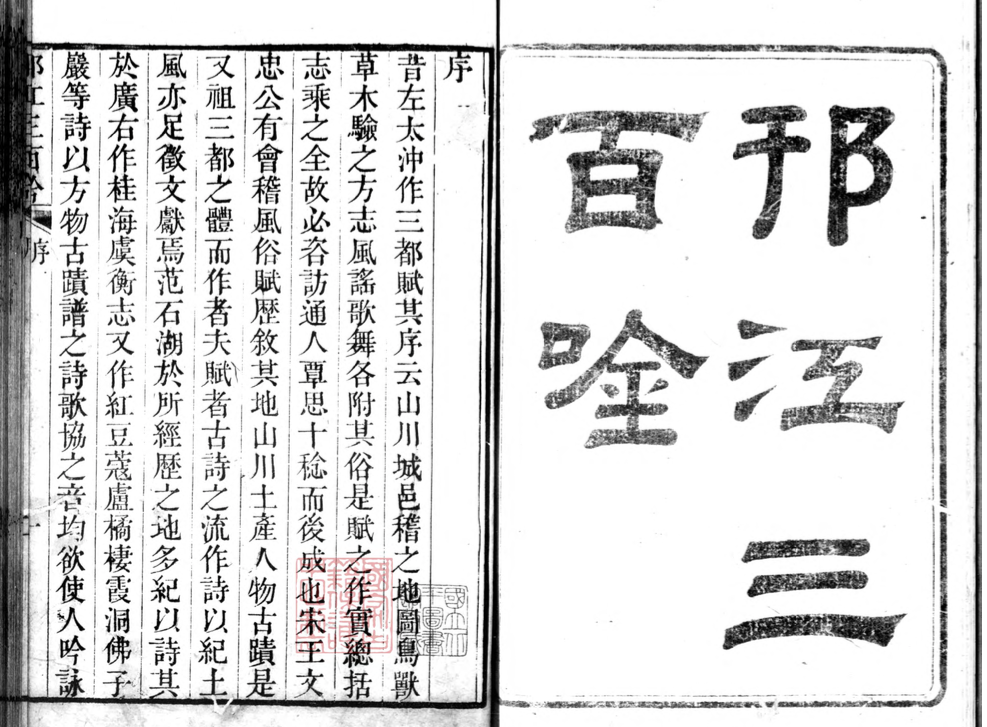 邗江三
百唫
序
昔左太沖作三都賦其序云山川城邑稽之地圖鳥獸
草木驗之方志風謠歌舞各附其俗是賦之作實總括
志乘之全故必咨訪通人覃思十稔而後成也宋王文
忠公有會稽風俗賦歷敘其地山川土產人物古蹟是
又祖三都之體而作者夫賦者古詩之流作詩以紀土
風亦足徵文獻焉范石湖於所經歷之地多紀以詩其
於廣右作桂海虞衡志又作紅豆蔻盧橘棲霞洞佛子
巖等詩以方物古蹟譜之詩歌協之音均欲使人吟詠
邗江三百唫 序 一